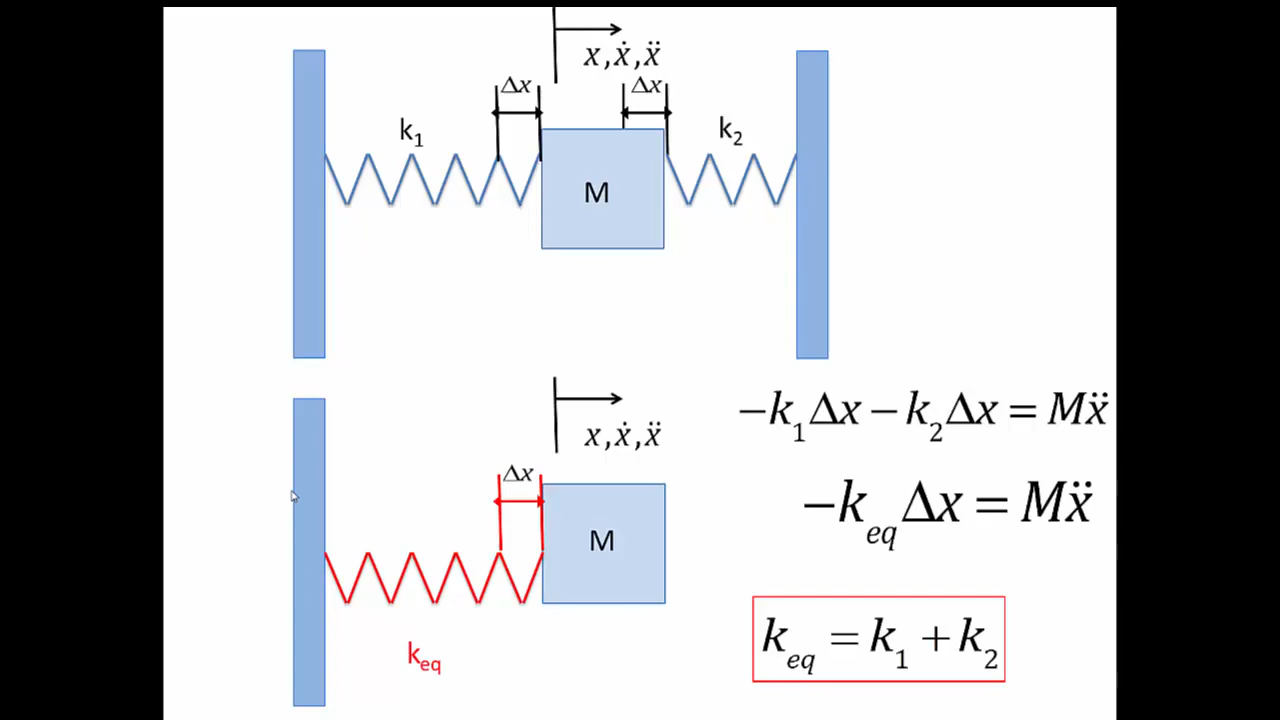 x , ẋ , ẍ
Δx Δx
k₁ k₂
M
x , ẋ , ẍ
−k₁Δx − k₂Δx = Mẍ
Δx
−k_eq Δx = Mẍ
M
k_eq = k₁ + k₂
k_eq